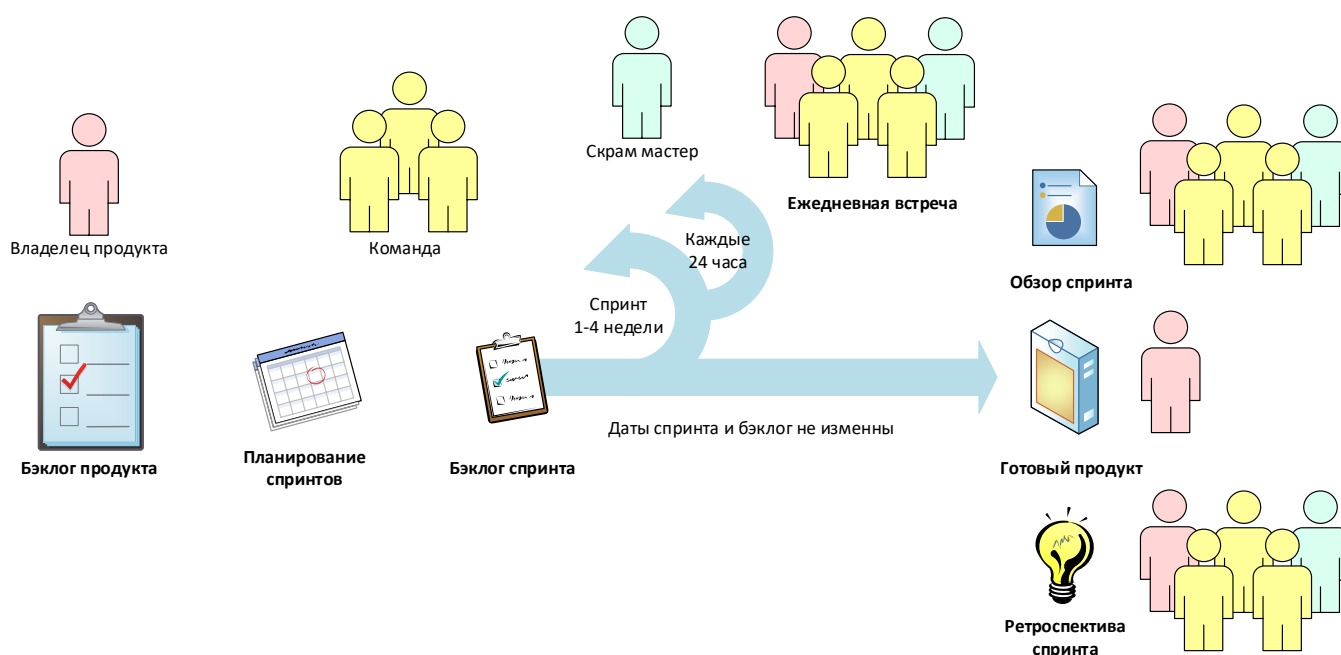 Скрам мастер
Ежедневная встреча
Владелец продукта
Команда
Каждые
24 часа
Обзор спринта
Спринт
1-4 недели
Даты спринта и бэклог не изменны
Бэклог продукта
Планирование
спринтов
Бэклог спринта
Готовый продукт
Ретроспектива
спринта